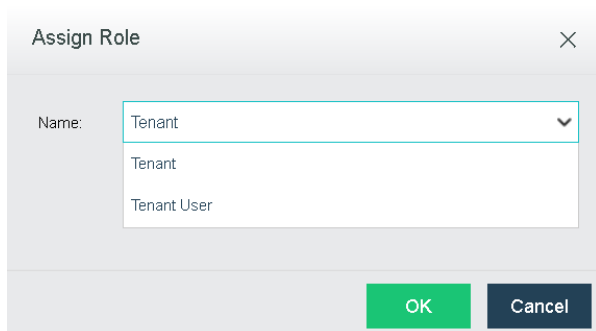 Assign Role
Name: Tenant
Tenant
Tenant User
OK Cancel